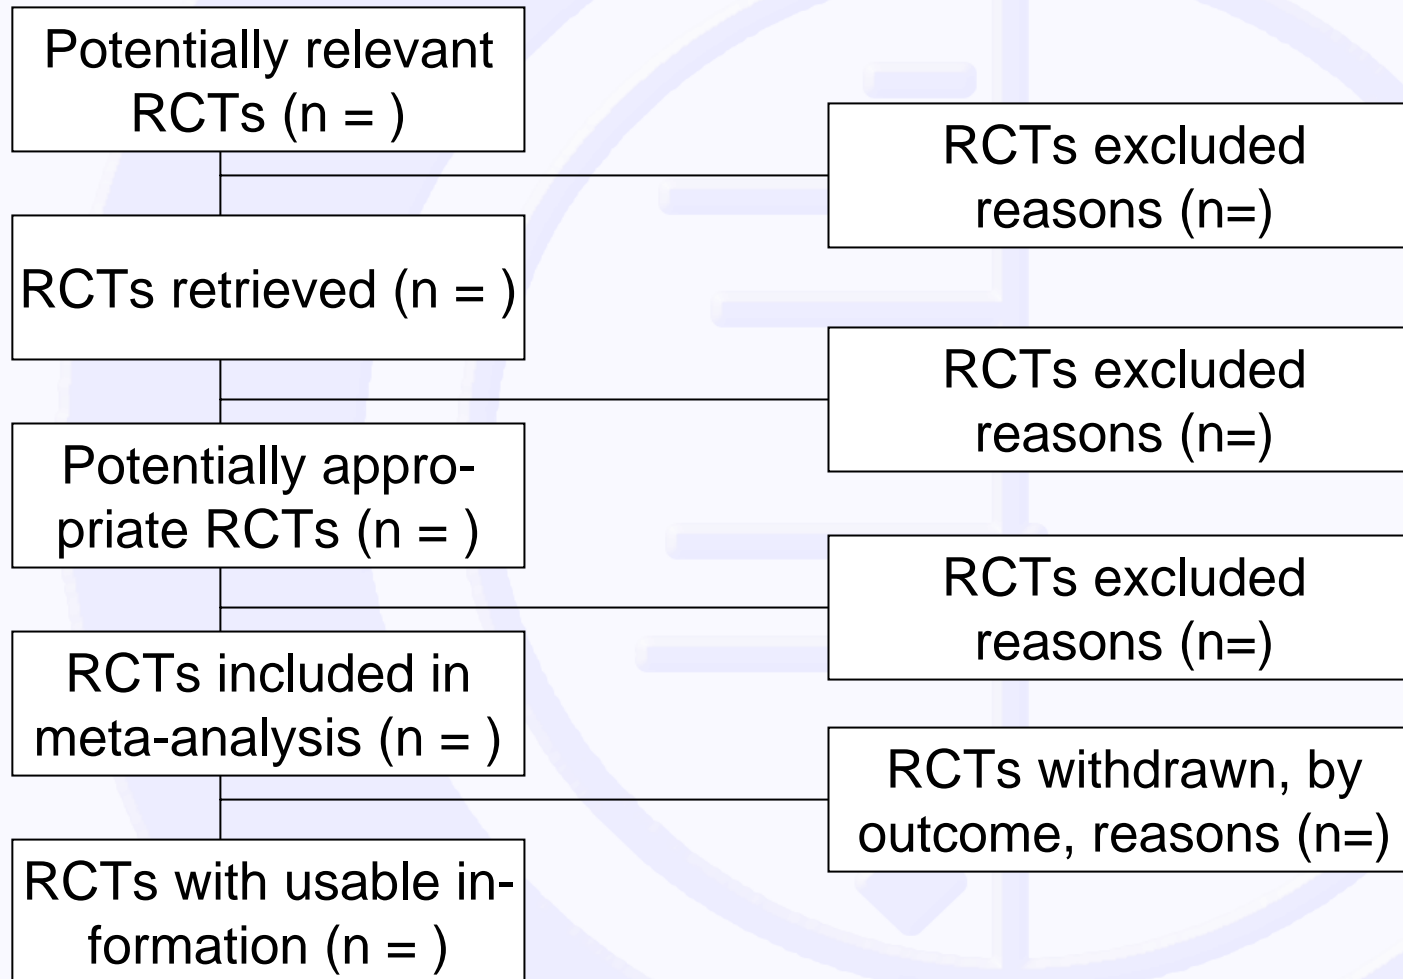 Potentially relevant
RCTs (n = )
RCTs excluded
reasons (n=)
RCTs retrieved (n = )
RCTs excluded
reasons (n=)
Potentially appro-
priate RCTs (n = )
RCTs excluded
reasons (n=)
RCTs included in
meta-analysis (n = )
RCTs withdrawn, by
outcome, reasons (n=)
RCTs with usable in-
formation (n = )